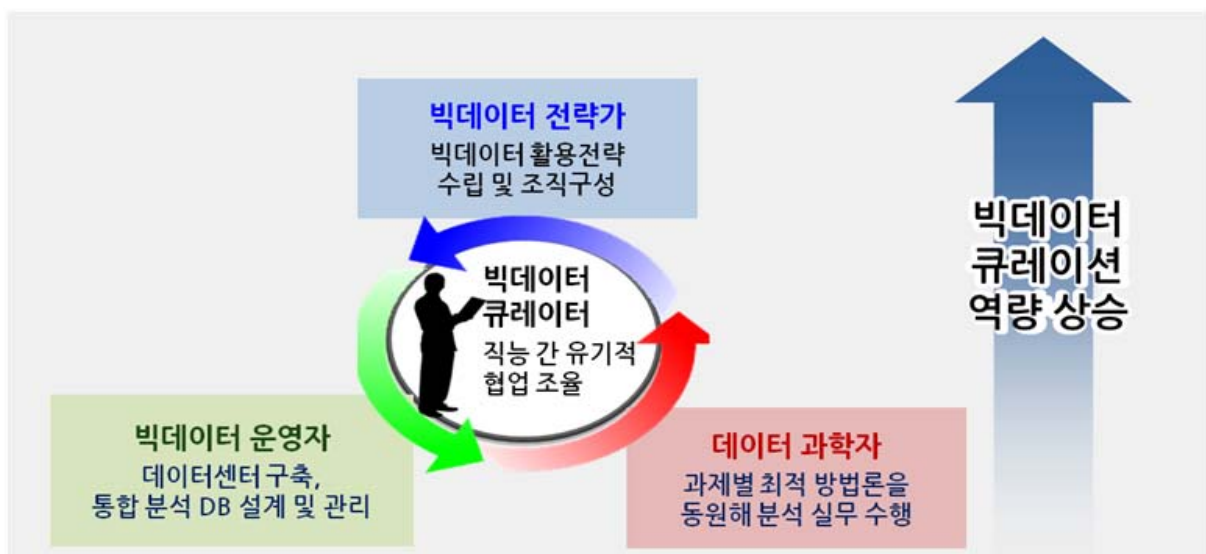 빅데이터 전략가
빅데이터 활용전략
수립 및 조직구성
빅데이터
큐레이터
직능 간 유기적
협업 조율
빅데이터 운영자
데이터센터 구축,
통합 분석 DB 설계 및 관리
데이터 과학자
과제별 최적 방법론을
동원해 분석 실무 수행
빅데이터
큐레이션
역량 상승